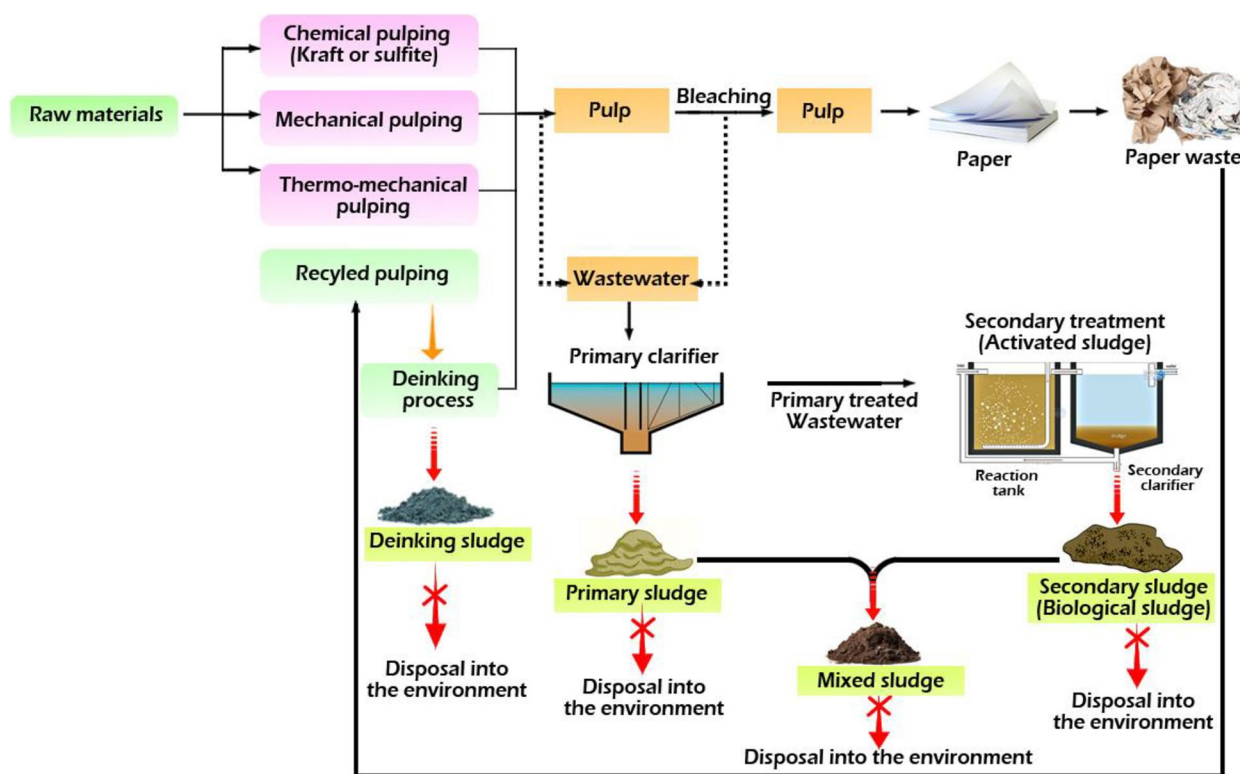 Chemical pulping
(Kraft or sulfite)
Raw materials
Mechanical pulping
Thermo-mechanical
pulping
Pulp
Bleaching
Pulp
Paper
Paper waste
Recyled pulping
Deinking
process
Wastewater
Primary clarifier
Primary treated
Wastewater
Secondary treatment
(Activated sludge)
Reaction
tank
Secondary
clarifier
Deinking sludge
Primary sludge
Secondary sludge
(Biological sludge)
Mixed sludge
Disposal into
the environment
Disposal into
the environment
Disposal into the environment
Disposal into
the environment